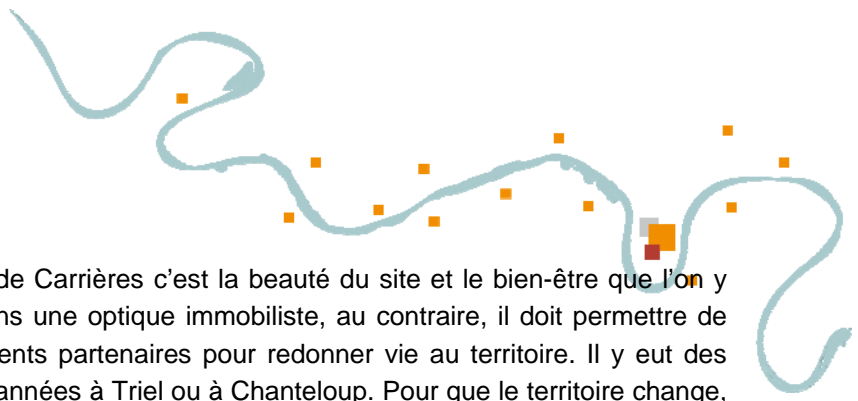 de Carrières c’est la beauté du site et le bien-être que l’on y
ns une optique immobiliste, au contraire, il doit permettre de
ents partenaires pour redonner vie au territoire. Il y eut des
années à Triel ou à Chanteloup. Pour que le territoire change,